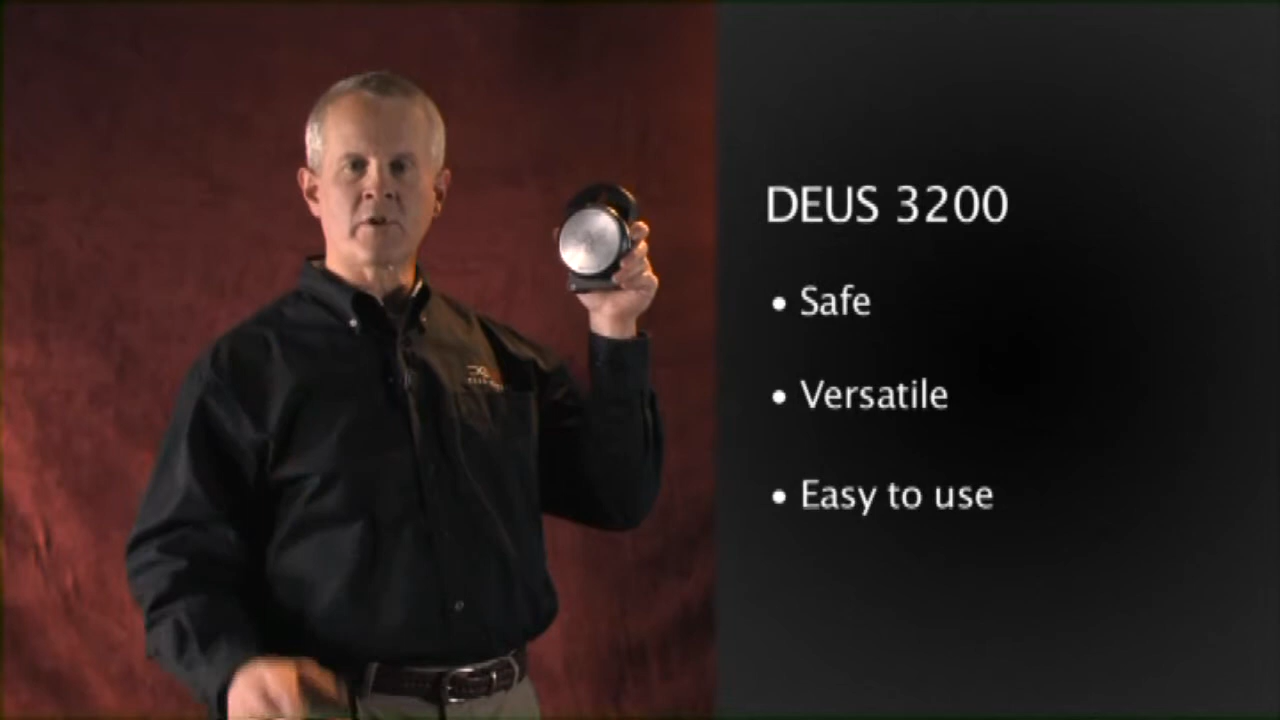 DEUS 3200
• Safe
• Versatile
• Easy to use